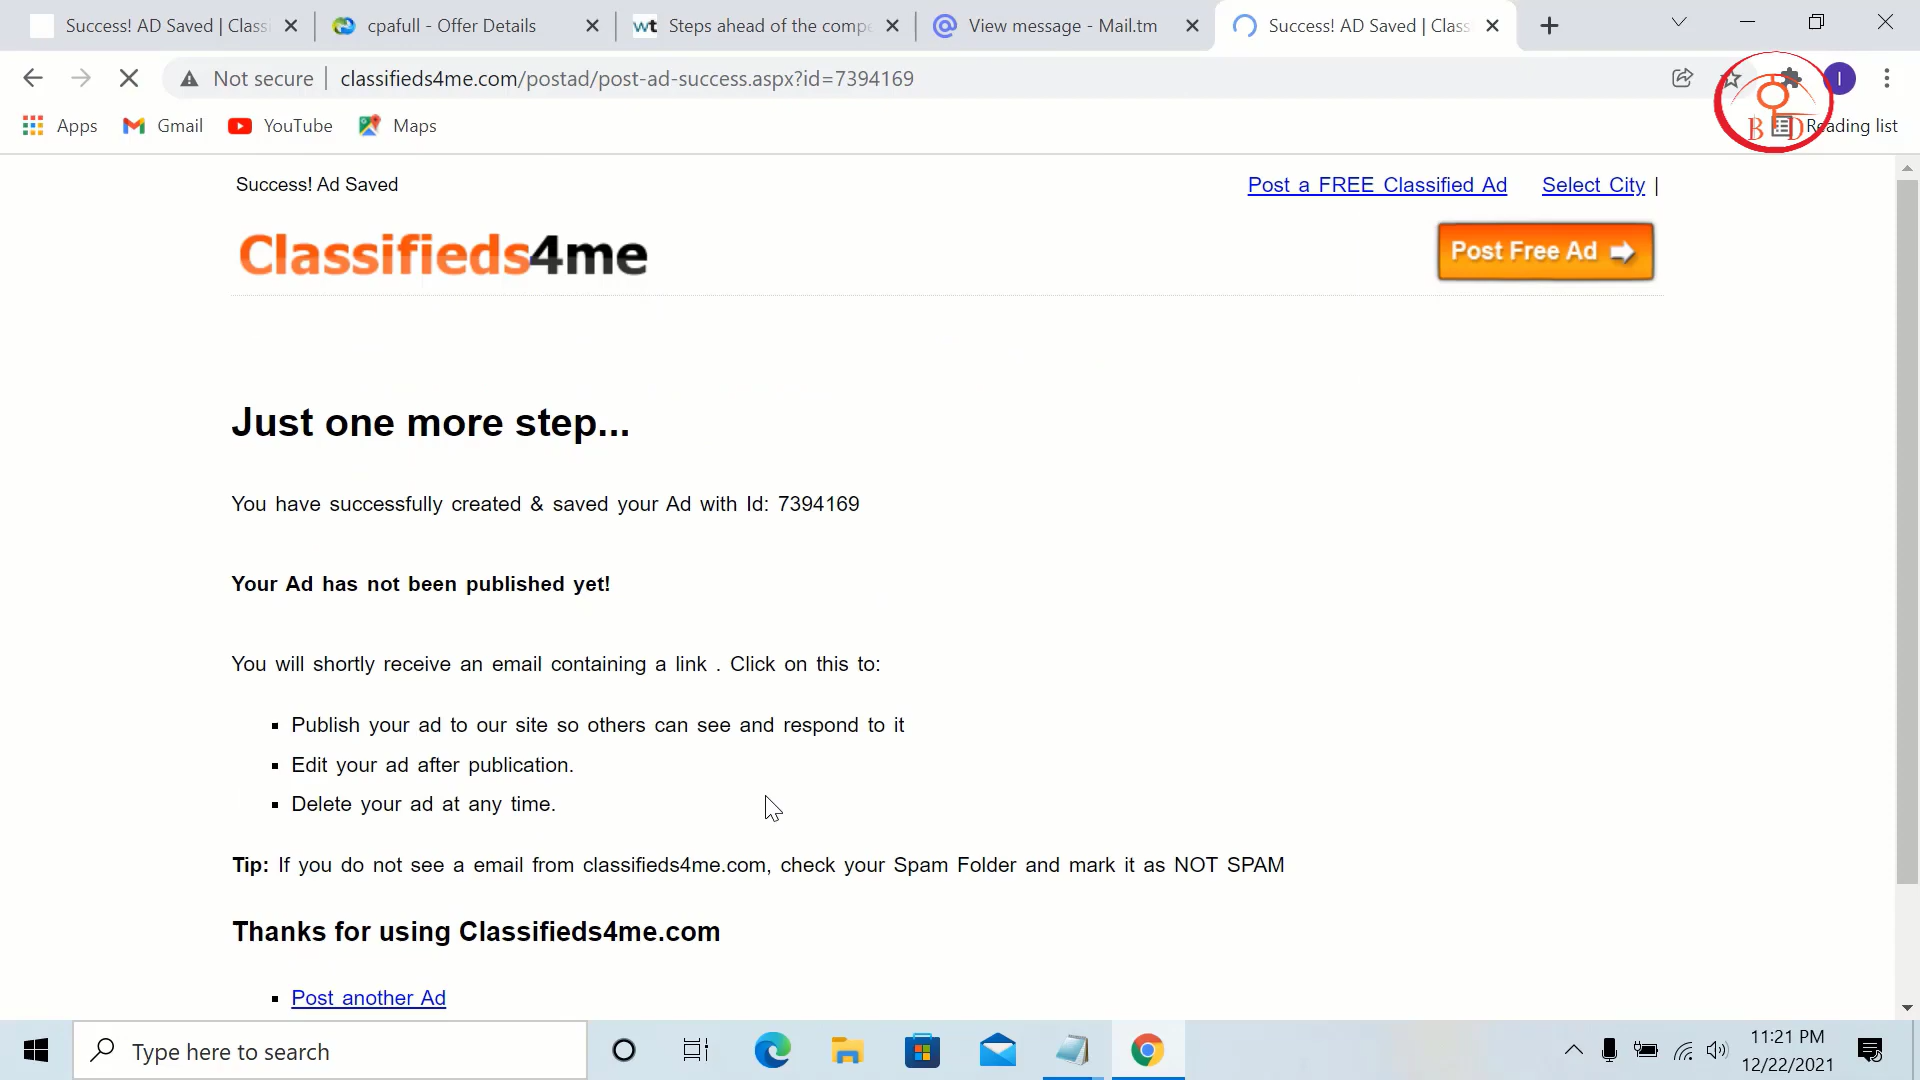 Success! AD Saved | Classi
cpafull - Offer Details
wt Steps ahead of the compe
View message - Mail.tm
Success! AD Saved | Class
Not secure | classifieds4me.com/postad/post-ad-success.aspx?id=7394169
I
Apps Gmail YouTube Maps
B D
Reading list
Success! Ad Saved
Post a FREE Classified Ad Select City |
Classifieds4me
Post Free Ad
Just one more step...
You have successfully created & saved your Ad with Id: 7394169
Your Ad has not been published yet!
You will shortly receive an email containing a link . Click on this to:
Publish your ad to our site so others can see and respond to it
Edit your ad after publication.
Delete your ad at any time.
Tip: If you do not see a email from classifieds4me.com, check your Spam Folder and mark it as NOT SPAM
Thanks for using Classifieds4me.com
Post another Ad
Type here to search
11:21 PM
12/22/2021